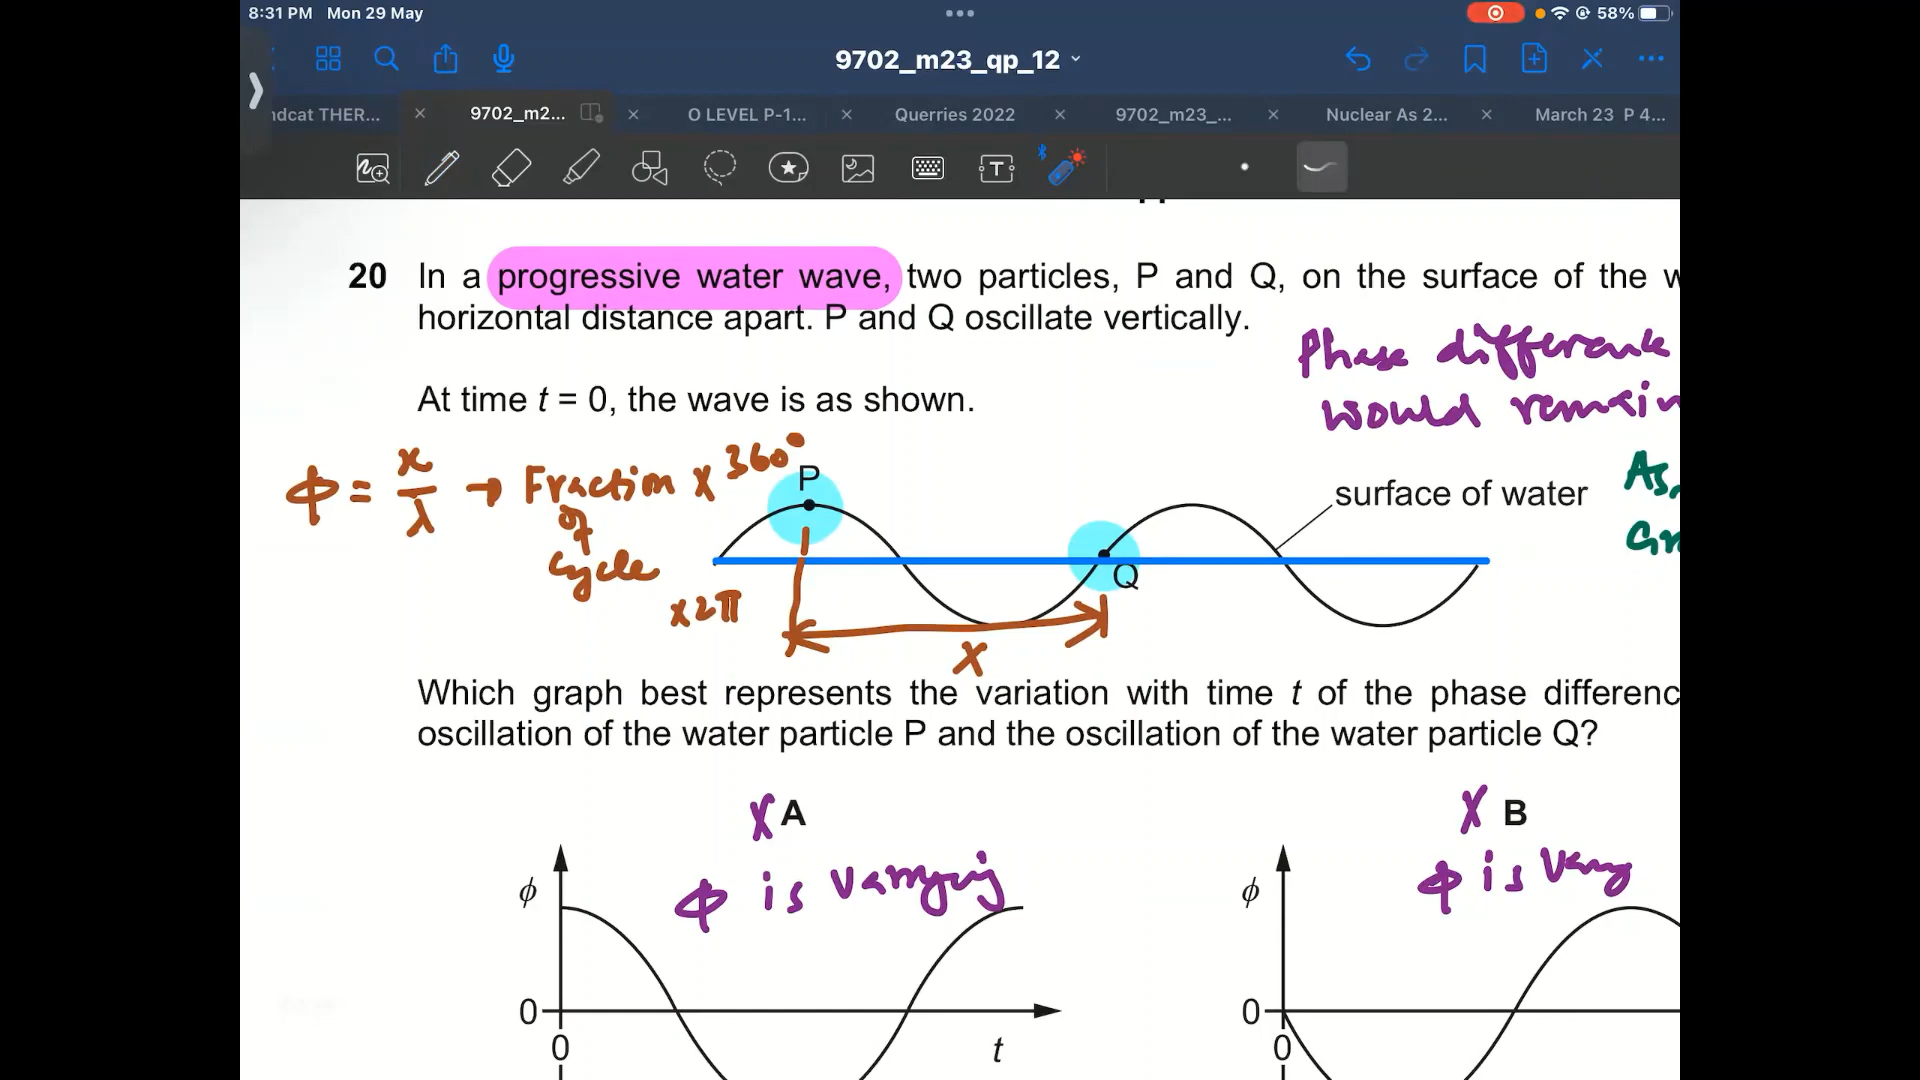 8:31 PM Mon 29 May
58%
9702_m23_qp_12
ndcat THER...
9702_m2...
O LEVEL P-1...
Querries 2022
9702_m23_...
Nuclear As 2...
March 23 P 4...
20 In a progressive water wave, two particles, P and Q, on the surface of the w
horizontal distance apart. P and Q oscillate vertically.
Phase difference
would remain
At time t = 0, the wave is as shown.
ϕ = x/λ → Fraction x 360°
of
cycle
x 2π
P
surface of water
As
Gr
Q
x
Which graph best represents the variation with time t of the phase differenc
oscillation of the water particle P and the oscillation of the water particle Q?
X A
ϕ is varrying
ϕ
0
0
t
X B
ϕ is vary
ϕ
0
0